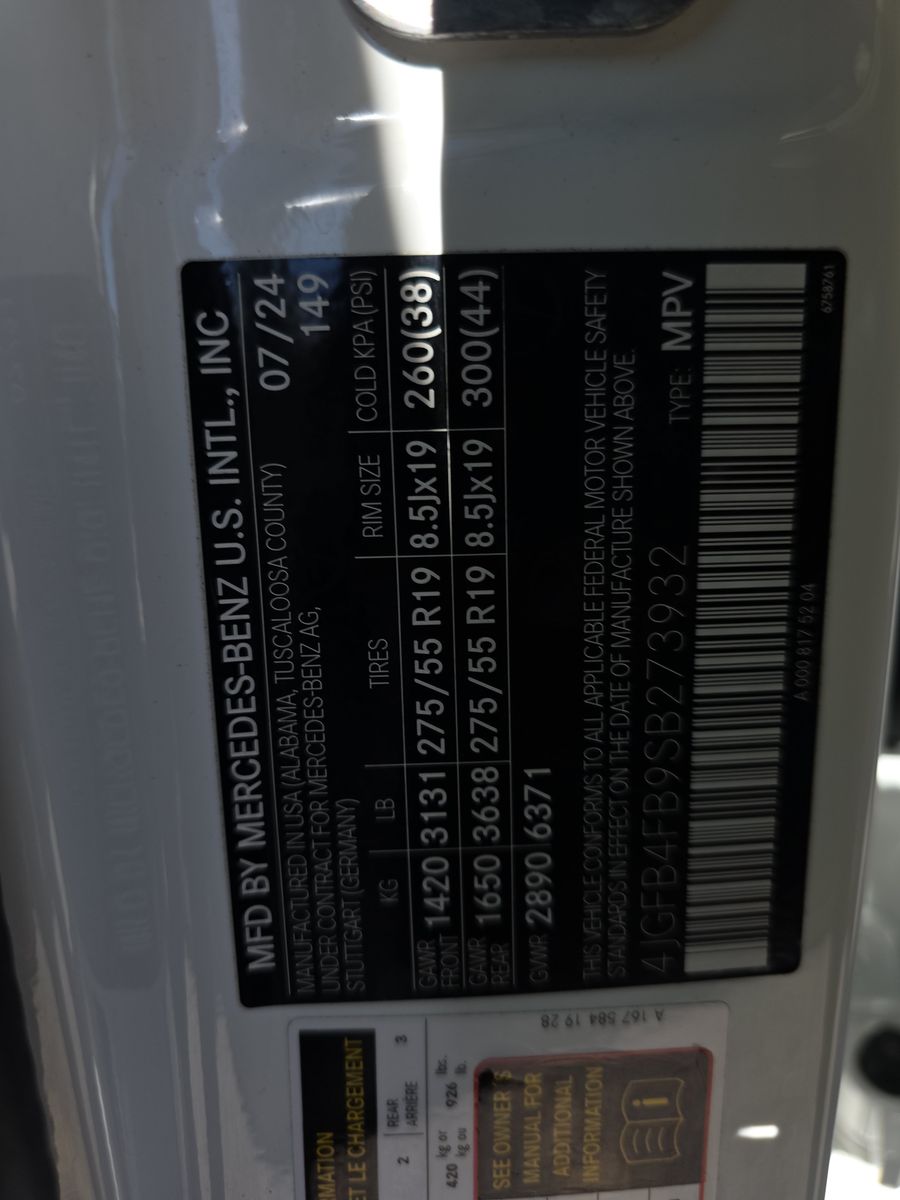 MFD BY MERCEDES-BENZ U.S. INTL., INC
MANUFACTURED IN USA (ALABAMA, TUSCALOOSA COUNTY) 07/24
UNDER CONTRACT FOR MERCEDES-BENZ AG, 149
STUTTGART (GERMANY)
KG LB TIRES RIM SIZE COLD KPA (PSI)
GAWR FRONT 1420 3131 275/55 R19 8.5Jx19 260(38)
GAWR REAR 1650 3638 275/55 R19 8.5Jx19 300(44)
GVWR 2890 6371
THIS VEHICLE CONFORMS TO ALL APPLICABLE FEDERAL MOTOR VEHICLE SAFETY
STANDARDS IN EFFECT ON THE DATE OF MANUFACTURE SHOWN ABOVE.
4JGFB4FB9SB273932 TYPE: MPV
A 000 817 52 04 6758761
A 167 584 19 28
ET LE CHARGEMENT
2 REAR 3
ARRIÈRE
420 kg or 926 lbs.
kg ou lb.
SEE OWNER'S
MANUAL FOR
ADDITIONAL
INFORMATION
i